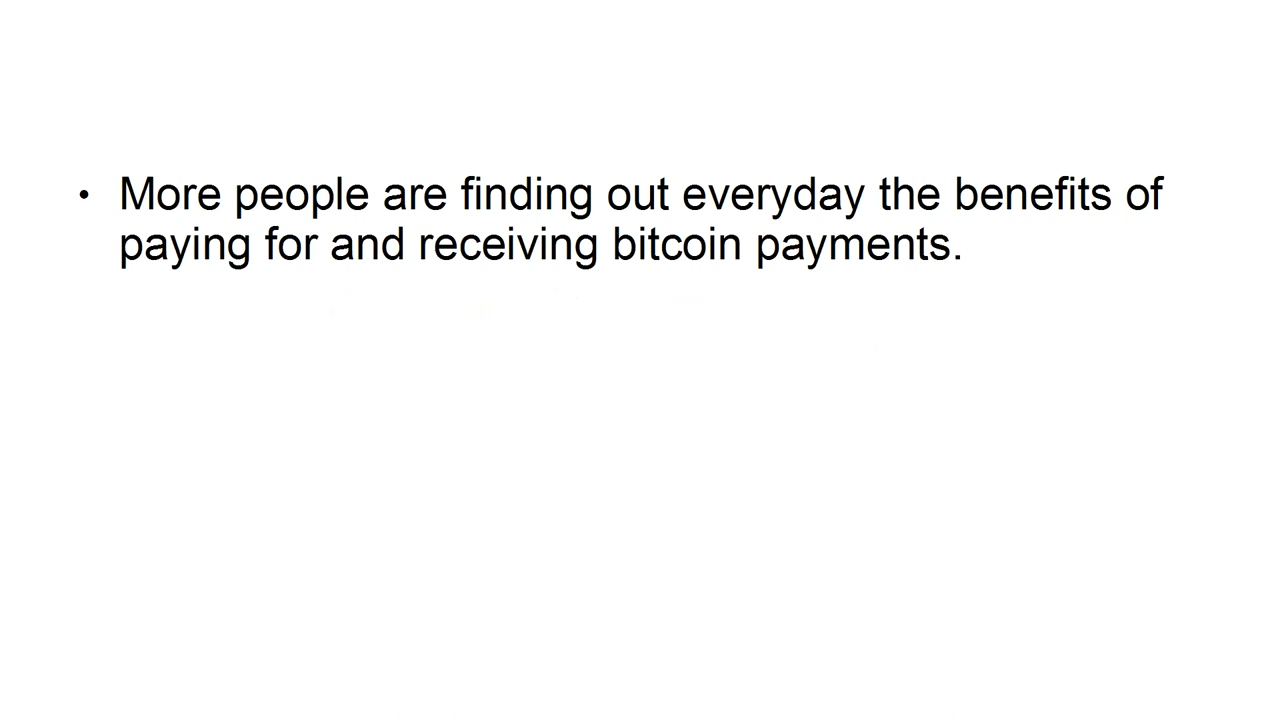 • More people are finding out everyday the benefits of
paying for and receiving bitcoin payments.